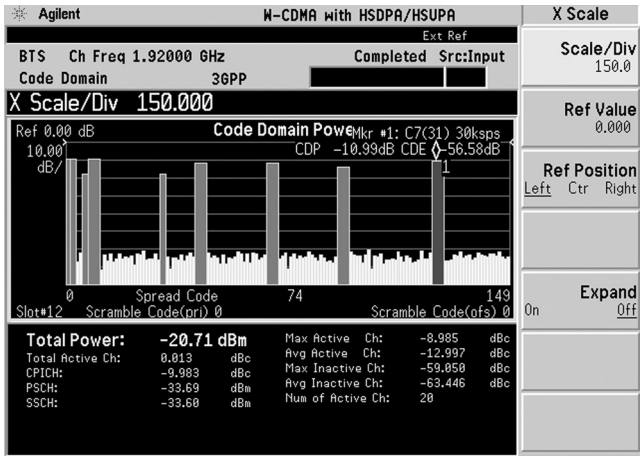 Agilent W-CDMA with HSDPA/HSUPA X Scale
Ext Ref
BTS Ch Freq 1.92000 GHz Completed Src:Input
Code Domain 3GPP
X Scale/Div 150.000
Ref 0.00 dB Code Domain Powe Mkr #1: C7(31) 30ksps
10.00 CDP -10.99dB CDE -56.58dB
dB/ 1
0 Spread Code 74 149
Slot#12 Scramble Code(pri) 0 Scramble Code(ofs) 0
Total Power: -20.71 dBm
Total Active Ch: 0.013 dBc
CPICH: -9.983 dBc
PSCH: -33.69 dBm
SSCH: -33.60 dBm
Max Active Ch: -8.985 dBc
Avg Active Ch: -12.997 dBc
Max Inactive Ch: -59.050 dBc
Avg Inactive Ch: -63.446 dBc
Num of Active Ch: 20
Scale/Div
150.0
Ref Value
0.000
Ref Position
Left Ctr Right
Expand
On Off